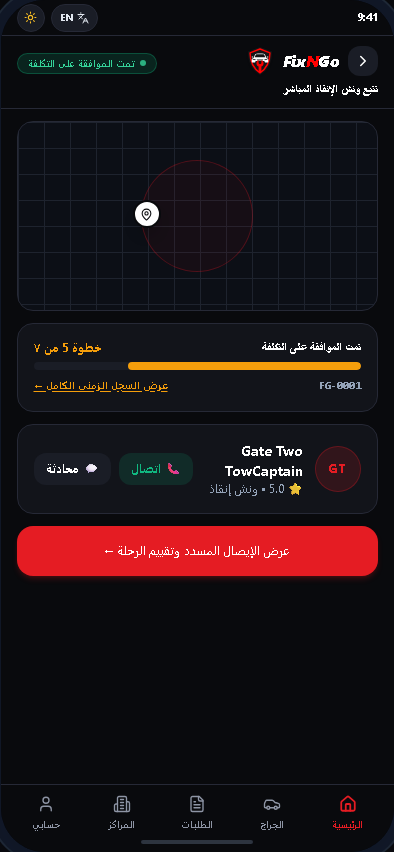 9:41
EN
FixNGo
تتبع ونش الإنقاذ المباشر
تمت الموافقة على التكلفة
تمت الموافقة على التكلفة
خطوة 5 من ٧
FG-0001
عرض السجل الزمني الكامل ←
GT
Gate Two
TowCaptain
5.0 • ونش إنقاذ
اتصال
محادثة
عرض الإيصال المسدد وتقييم الرحلة ←
الرئيسية
الجراج
الطلبات
المراكز
حسابي